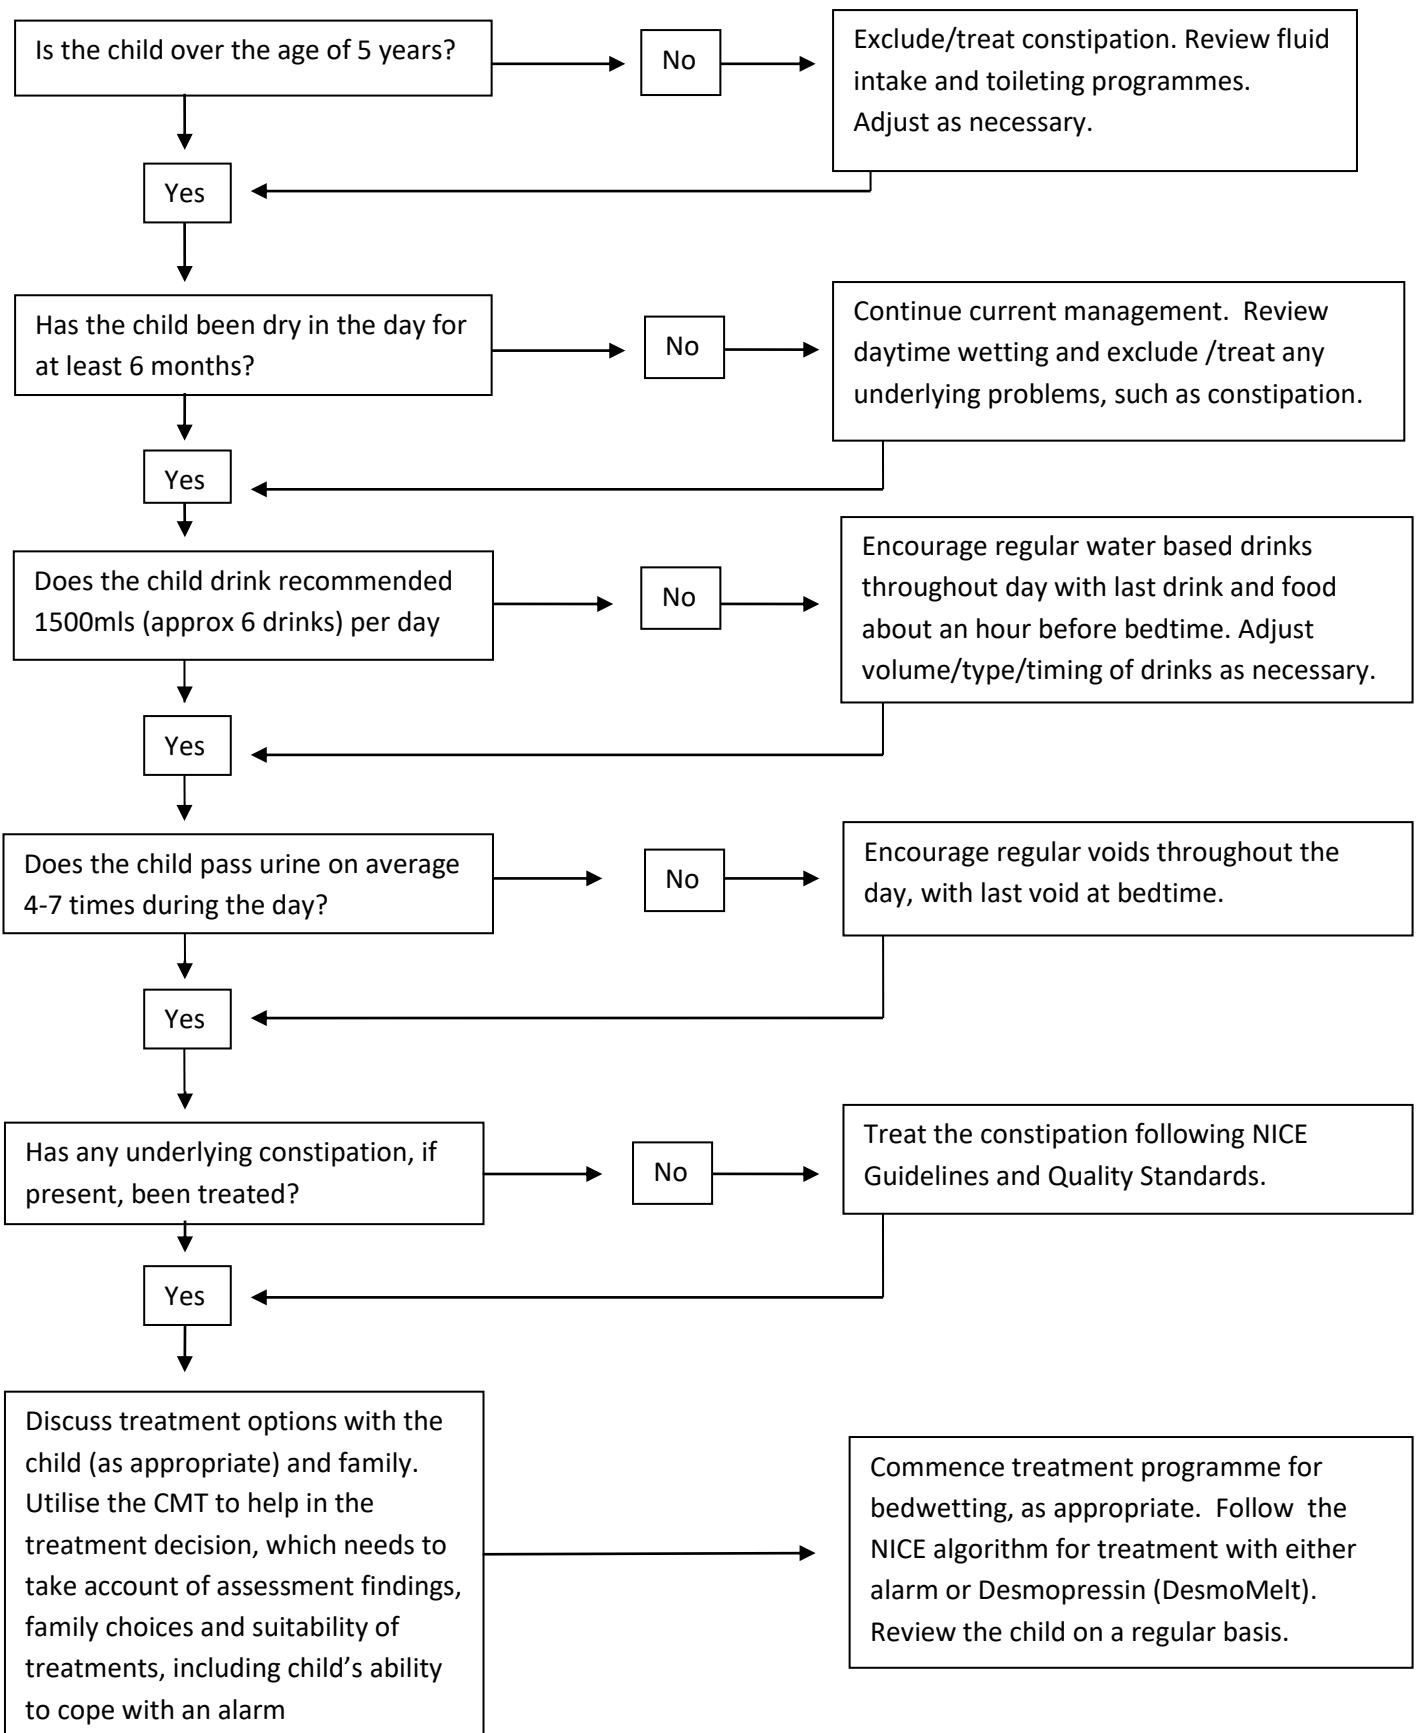 Is the child over the age of 5 years?
No
Exclude/treat constipation. Review fluid
intake and toileting programmes.
Adjust as necessary.
Yes
Has the child been dry in the day for
at least 6 months?
No
Continue current management.  Review
daytime wetting and exclude /treat any
underlying problems, such as constipation.
Yes
Does the child drink recommended
1500mls (approx 6 drinks) per day
No
Encourage regular water based drinks
throughout day with last drink and food
about an hour before bedtime. Adjust
volume/type/timing of drinks as necessary.
Yes
Does the child pass urine on average
4-7 times during the day?
No
Encourage regular voids throughout the
day, with last void at bedtime.
Yes
Has any underlying constipation, if
present, been treated?
No
Treat the constipation following NICE
Guidelines and Quality Standards.
Yes
Discuss treatment options with the
child (as appropriate) and family.
Utilise the CMT to help in the
treatment decision, which needs to
take account of assessment findings,
family choices and suitability of
treatments, including child’s ability
to cope with an alarm
Commence treatment programme for
bedwetting, as appropriate.  Follow  the
NICE algorithm for treatment with either
alarm or Desmopressin (DesmoMelt).
Review the child on a regular basis.